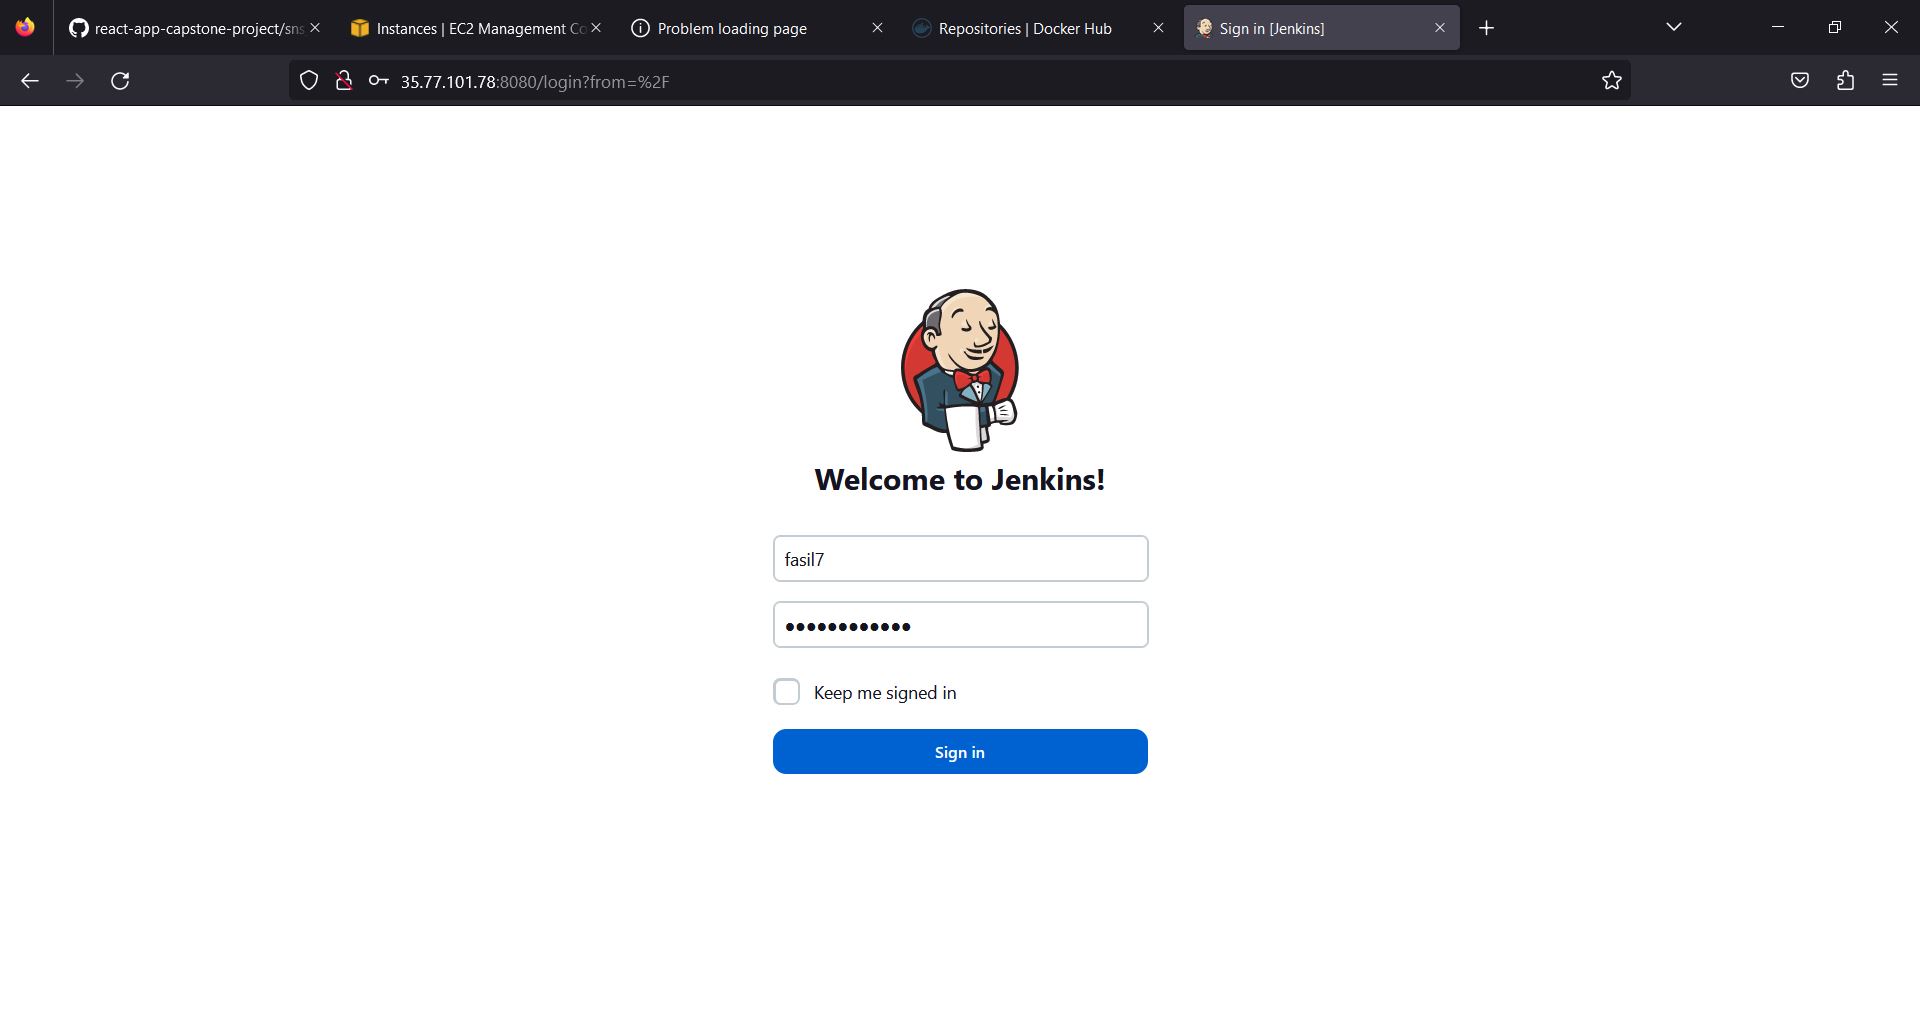 react-app-capstone-project/sns
Instances | EC2 Management Co
Problem loading page
Repositories | Docker Hub
Sign in [Jenkins]
35.77.101.78:8080/login?from=%2F
Welcome to Jenkins!
fasil7
••••••••••••
Keep me signed in
Sign in